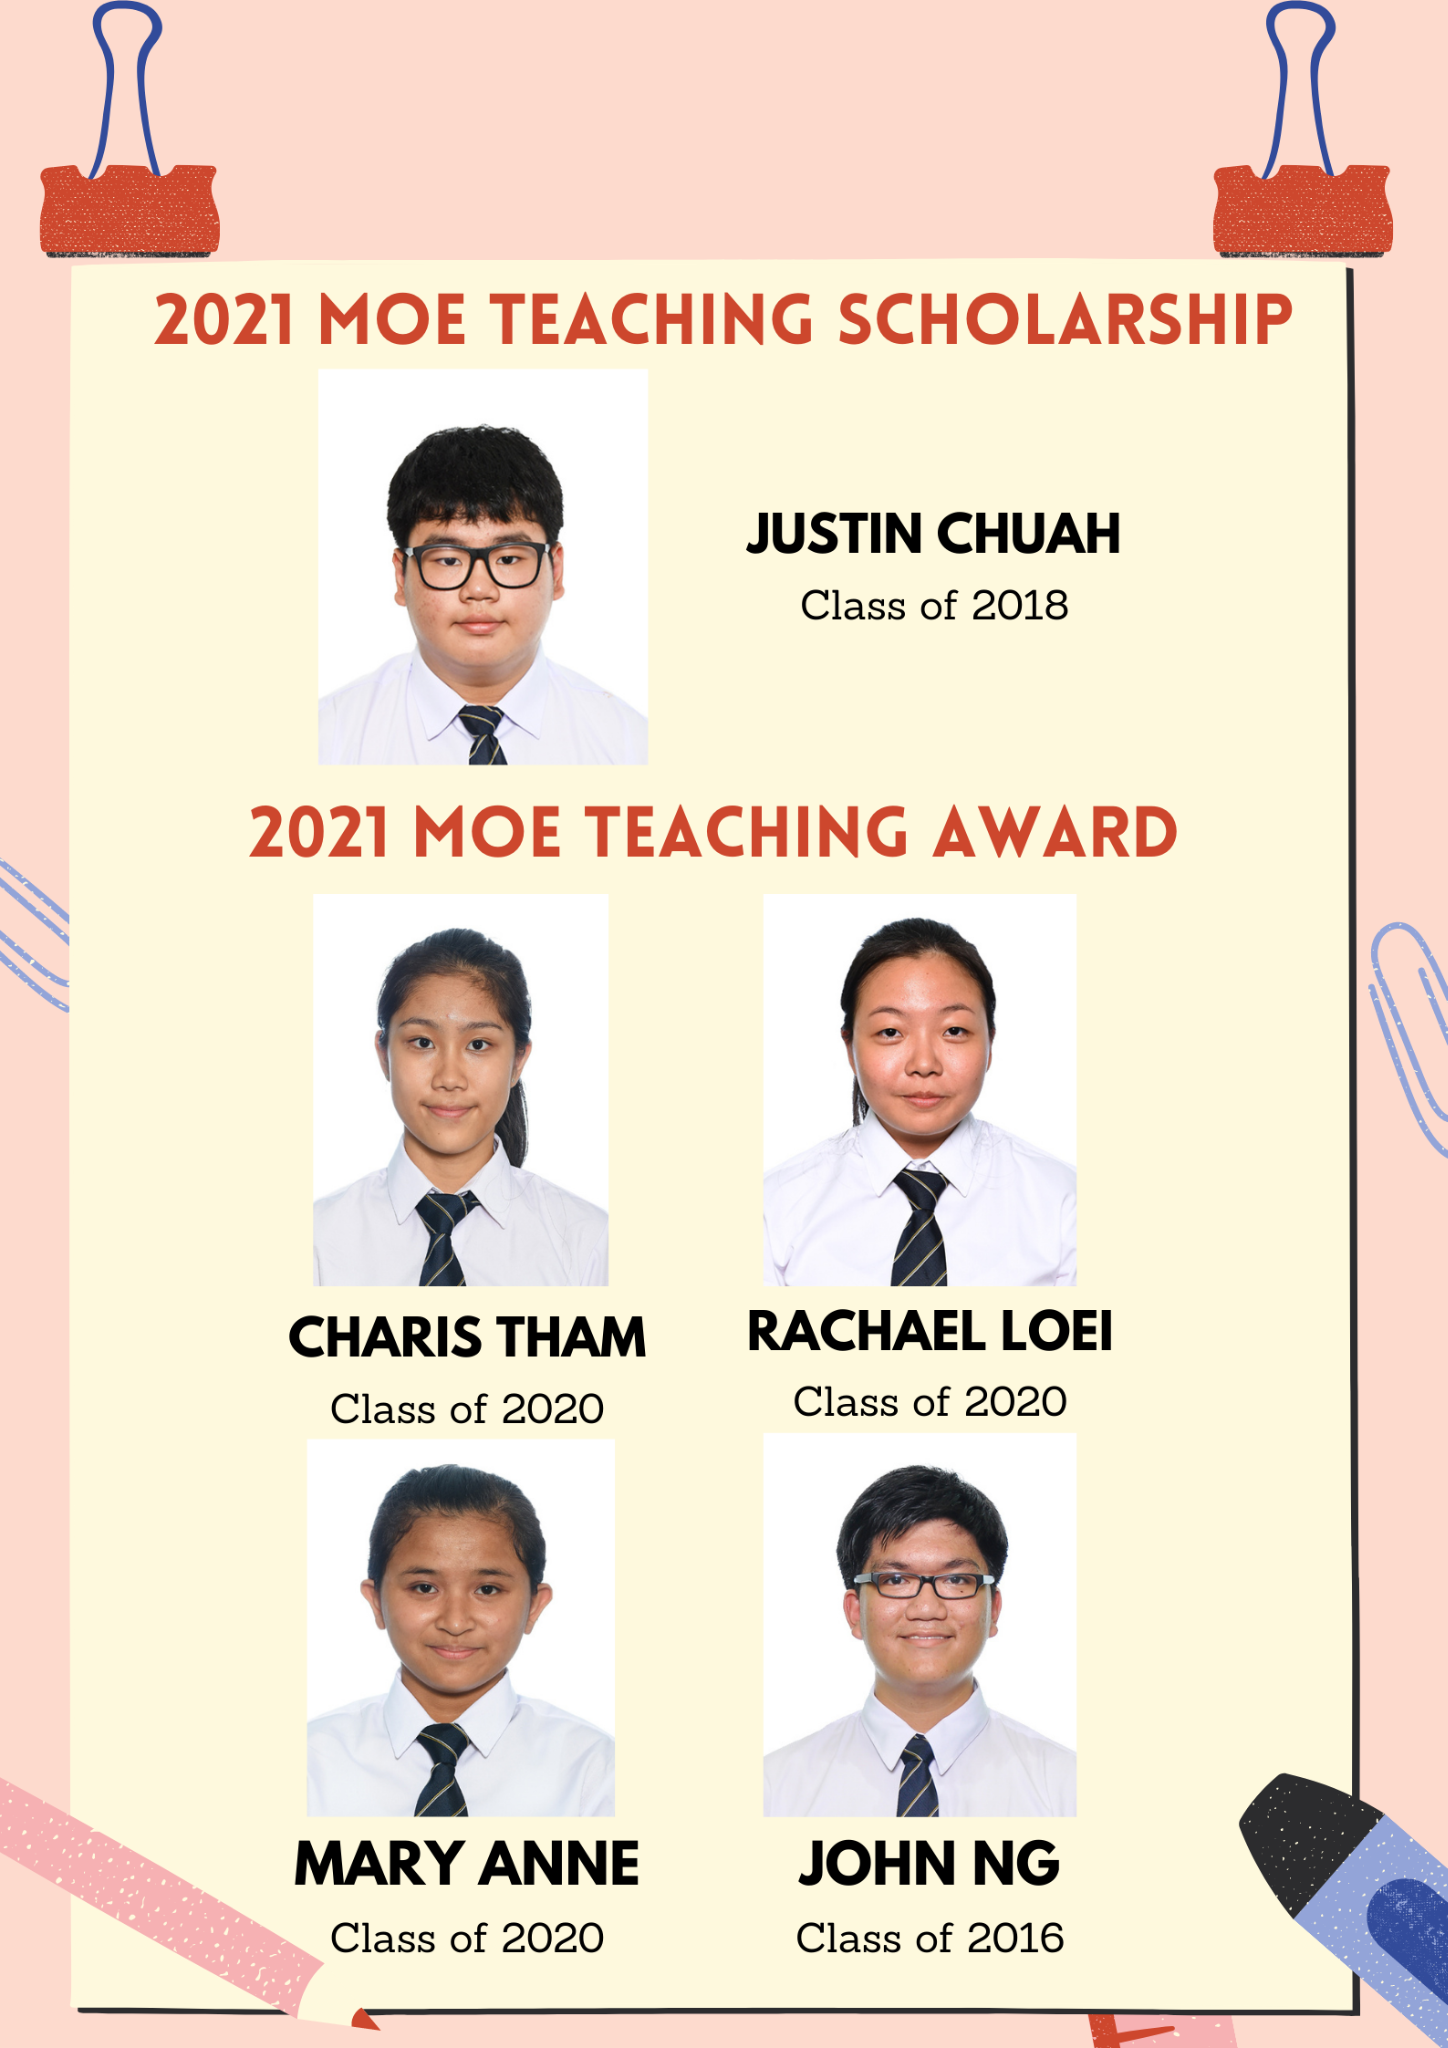 2021 MOE TEACHING SCHOLARSHIP
JUSTIN CHUAH
Class of 2018
2021 MOE TEACHING AWARD
CHARIS THAM
Class of 2020
RACHAEL LOEI
Class of 2020
MARY ANNE
Class of 2020
JOHN NG
Class of 2016